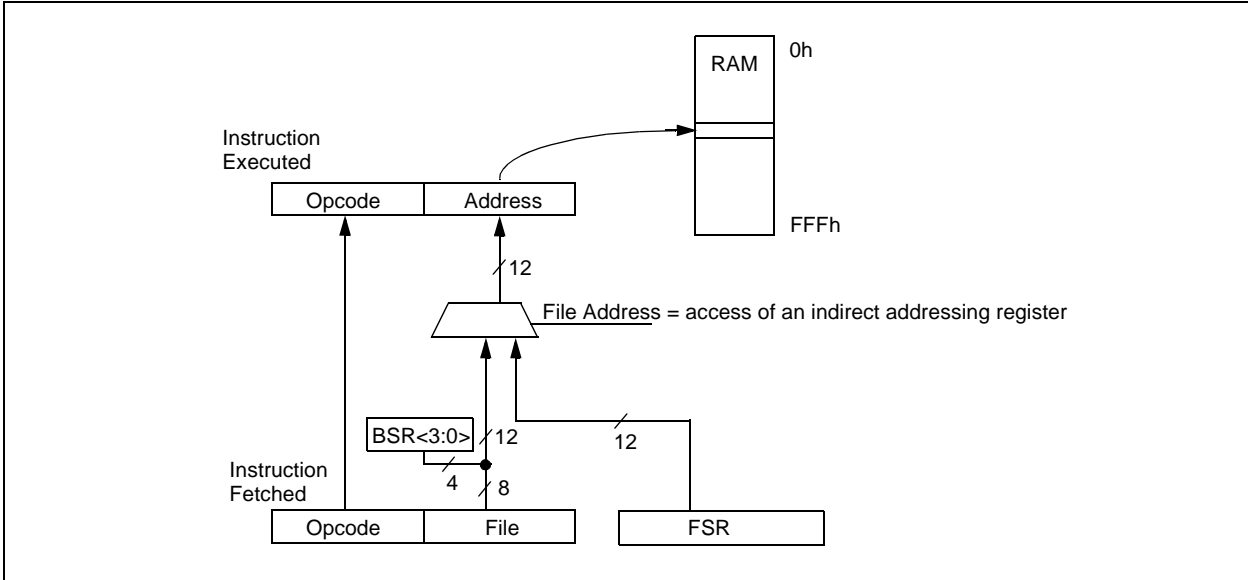 RAM
0h
FFFh
Instruction
Executed
Opcode
Address
12
File Address = access of an indirect addressing register
BSR<3:0>
12
12
4
8
Instruction
Fetched
Opcode
File
FSR